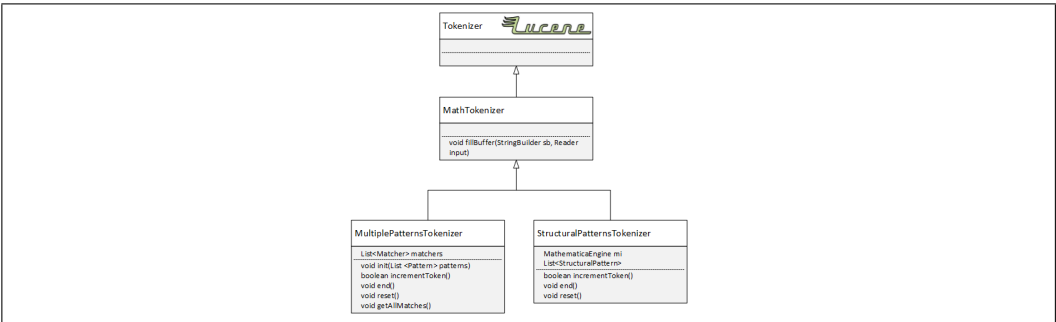 Tokenizer Lucene
MathTokenizer
void fillBuffer(StringBuilder sb, Reader
input)
MultiplePatternsTokenizer
List<Matcher> matchers
void init(List <Pattern> patterns)
boolean incrementToken()
void end()
void reset()
void getAllMatches()
StructuralPatternsTokenizer
MathematicaEngine mi
List<StructuralPattern>
boolean incrementToken()
void end()
void reset()